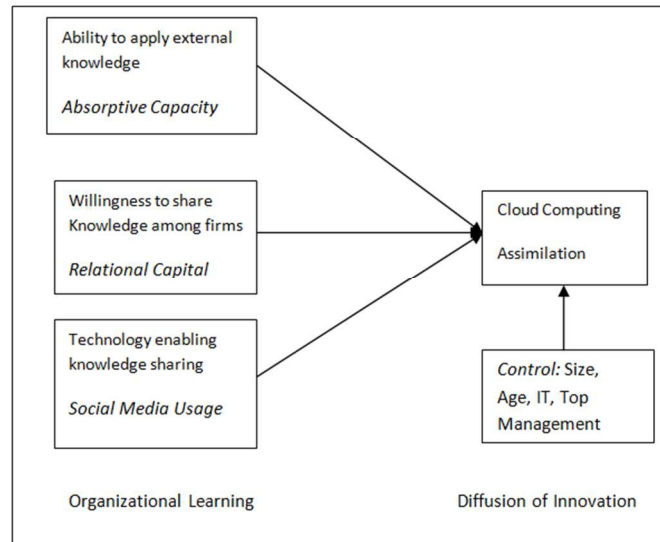 Ability to apply external
knowledge
Absorptive Capacity
Willingness to share
Knowledge among firms
Relational Capital
Technology enabling
knowledge sharing
Social Media Usage
Cloud Computing
Assimilation
Control: Size,
Age, IT, Top
Management
Organizational Learning
Diffusion of Innovation